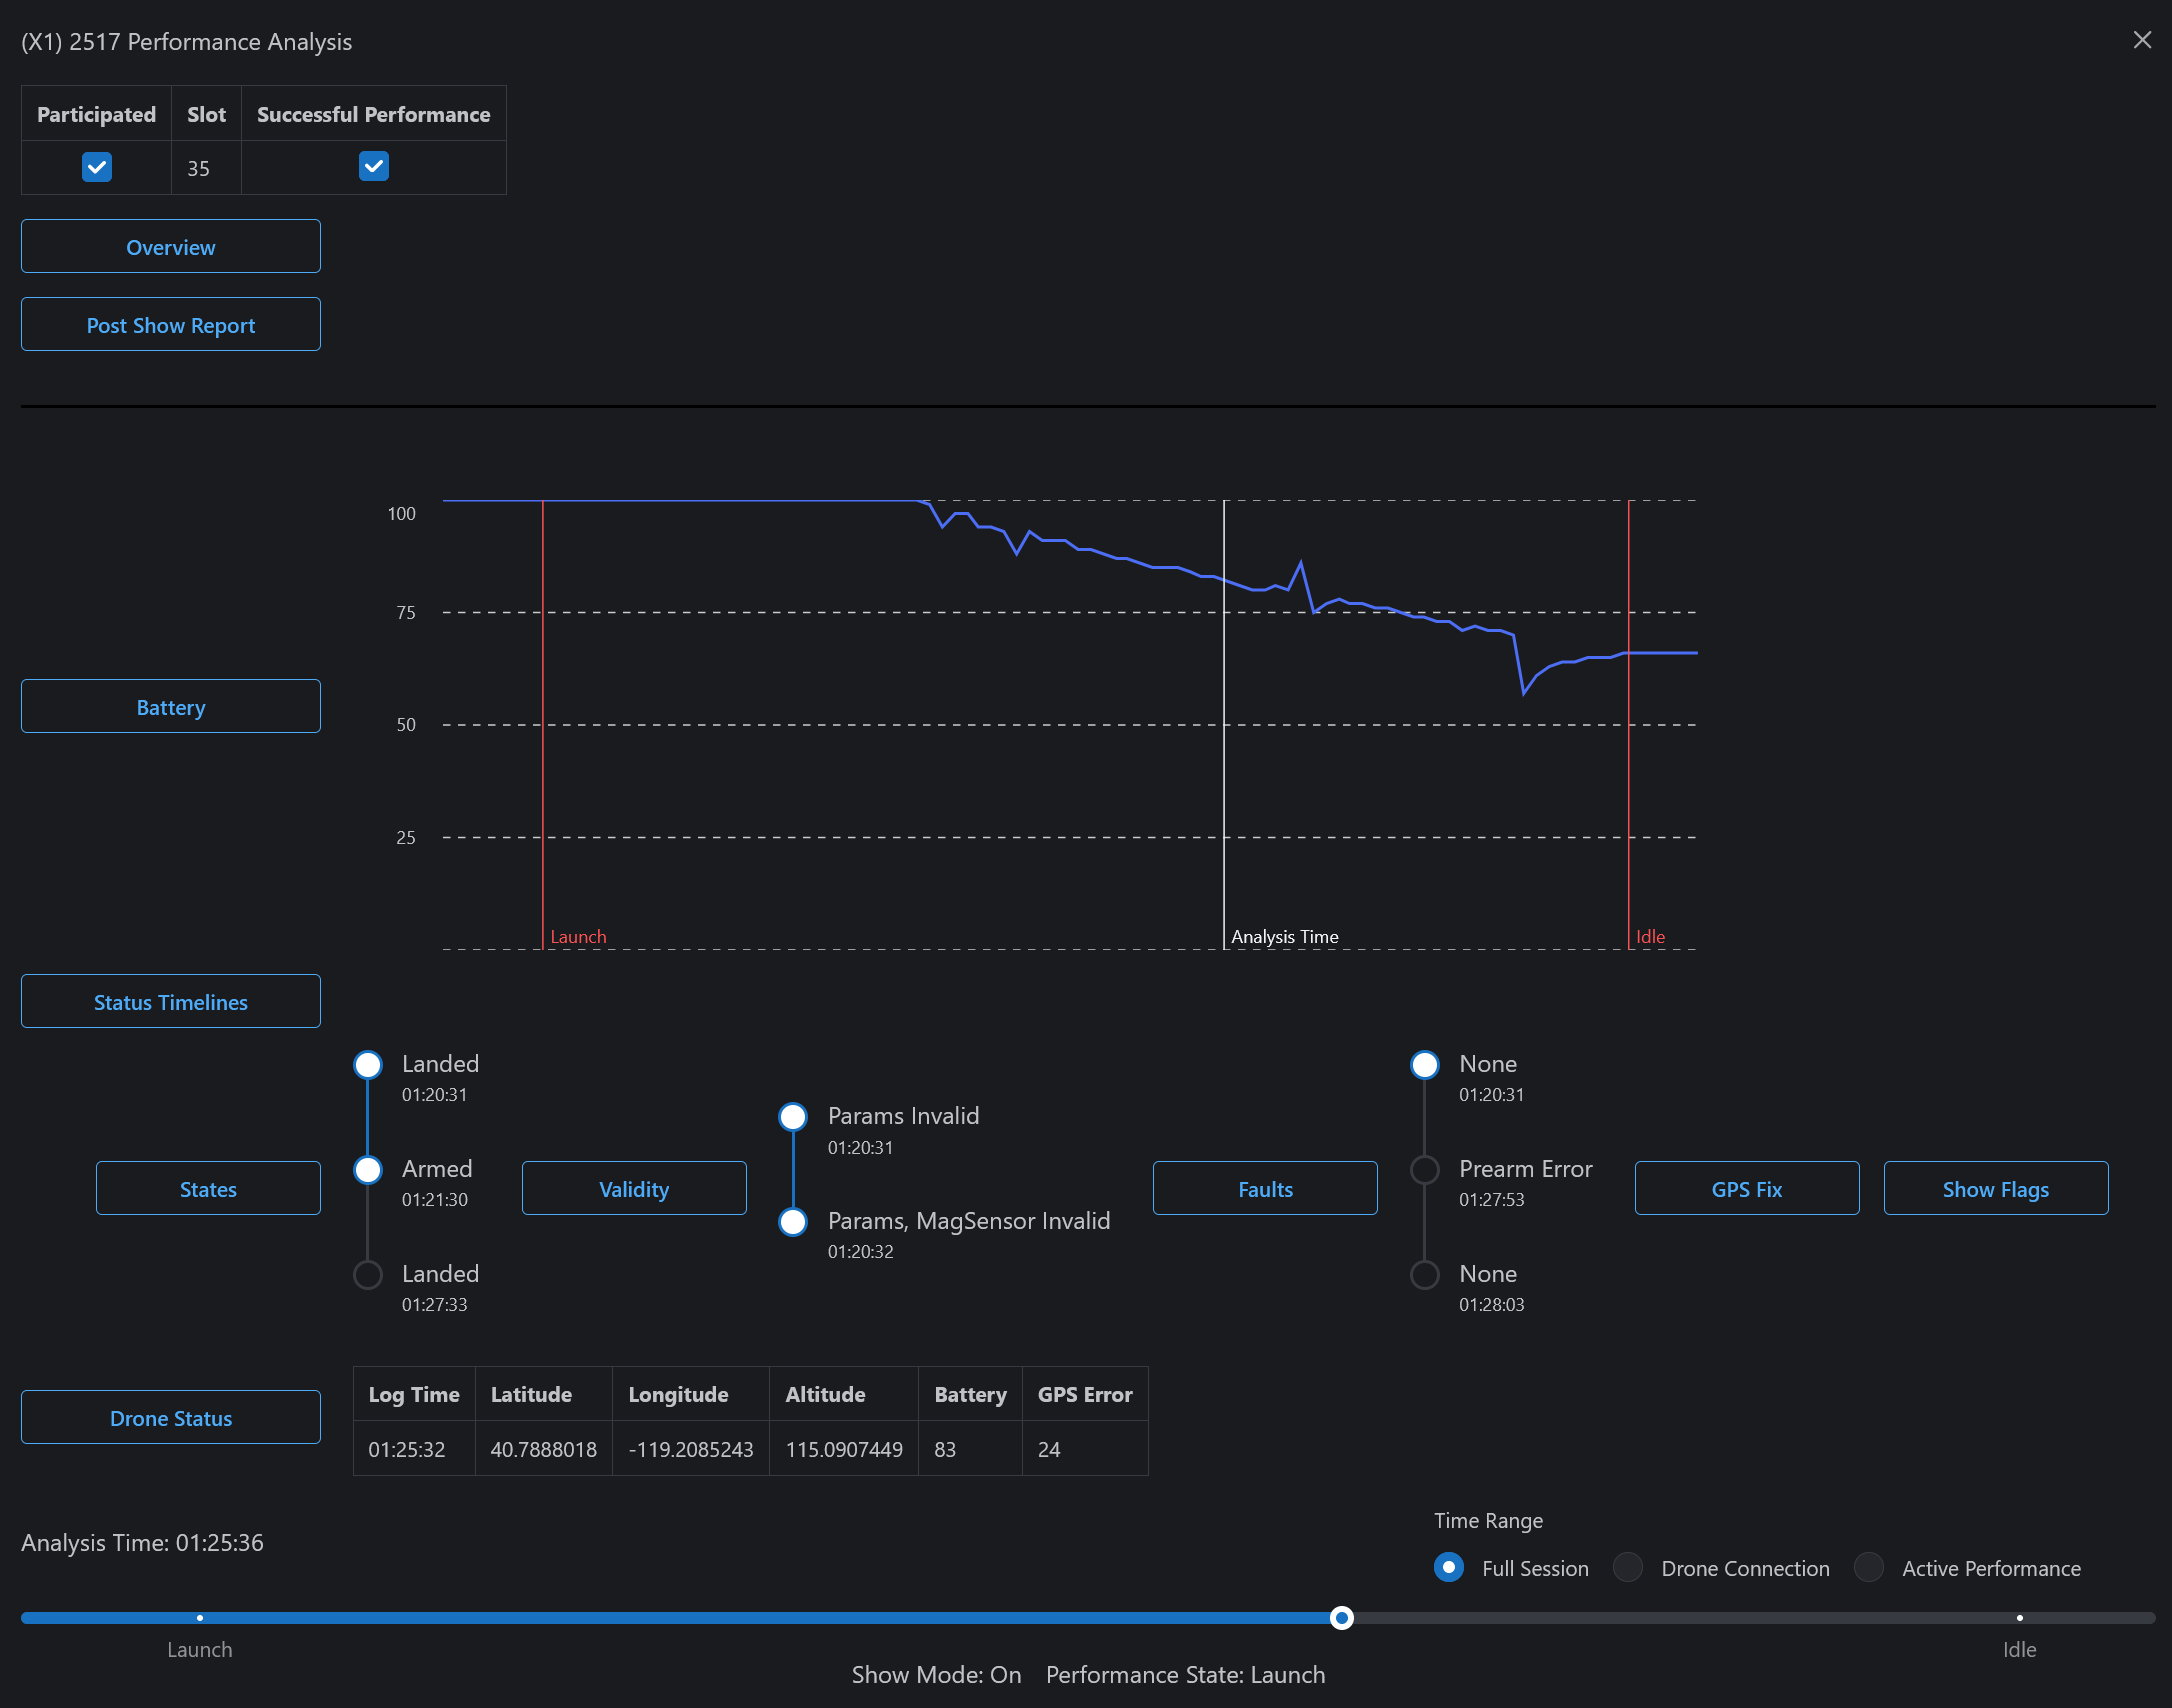 (X1) 2517 Performance Analysis
Participated Slot Successful Performance
35
Overview
Post Show Report
100
75
50
25
Launch
Analysis Time
Idle
Battery
Status Timelines
States
Landed
01:20:31
Armed
01:21:30
Landed
01:27:33
Validity
Params Invalid
01:20:31
Params, MagSensor Invalid
01:20:32
Faults
None
01:20:31
Prearm Error
01:27:53
None
01:28:03
GPS Fix
Show Flags
Drone Status
Log Time Latitude Longitude Altitude Battery GPS Error
01:25:32 40.7888018 -119.2085243 115.0907449 83 24
Analysis Time: 01:25:36
Time Range
Full Session Drone Connection Active Performance
Launch
Idle
Show Mode: On Performance State: Launch